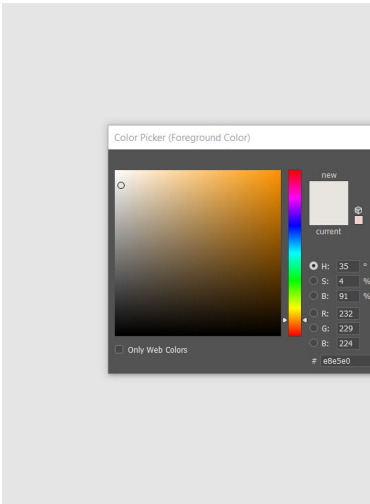 Color Picker (Foreground Color)
new
current
H: 35 °
S: 4 %
B: 91 %
R: 232
G: 229
B: 224
# e8e5e0
Only Web Colors